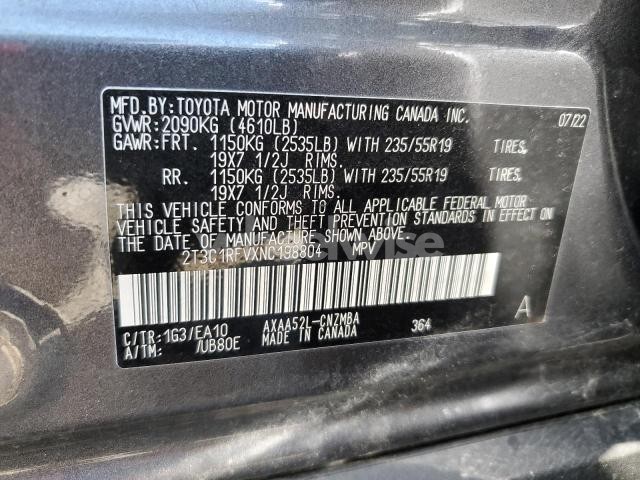 MFD.BY:TOYOTA MOTOR MANUFACTURING CANADA INC. 07/22
GVWR:2090KG (4610LB)
GAWR:FRT. 1150KG (2535LB) WITH 235/55R19 TIRES,
19X7 1/2J RIMS.
RR. 1150KG (2535LB) WITH 235/55R19 TIRES,
19X7 1/2J RIMS.
THIS VEHICLE CONFORMS TO ALL APPLICABLE FEDERAL MOTOR
VEHICLE SAFETY AND THEFT PREVENTION STANDARDS IN EFFECT ON
THE DATE OF MANUFACTURE SHOWN ABOVE.
2T3C1RFVXNC198804 MPV
C/TR:1G3/EA10 AXAA52L-CNZMBA 364 A
A/TM: /UB80E MADE IN CANADA